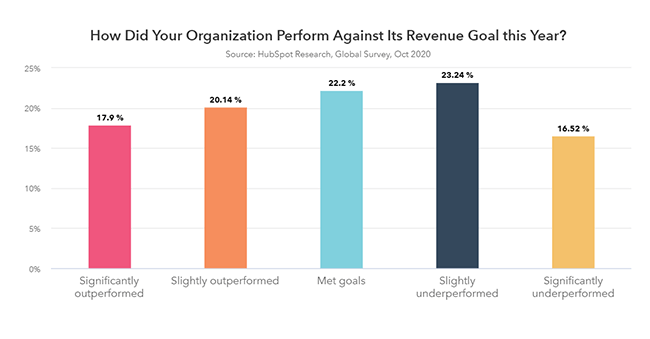 How Did Your Organization Perform Against Its Revenue Goal this Year?
Source: HubSpot Research, Global Survey, Oct 2020
25%
20%
15%
10%
5%
0%
17.9 %
20.14 %
22.2 %
23.24 %
16.52 %
Significantly
outperformed
Slightly outperformed
Met goals
Slightly
underperformed
Significantly
underperformed